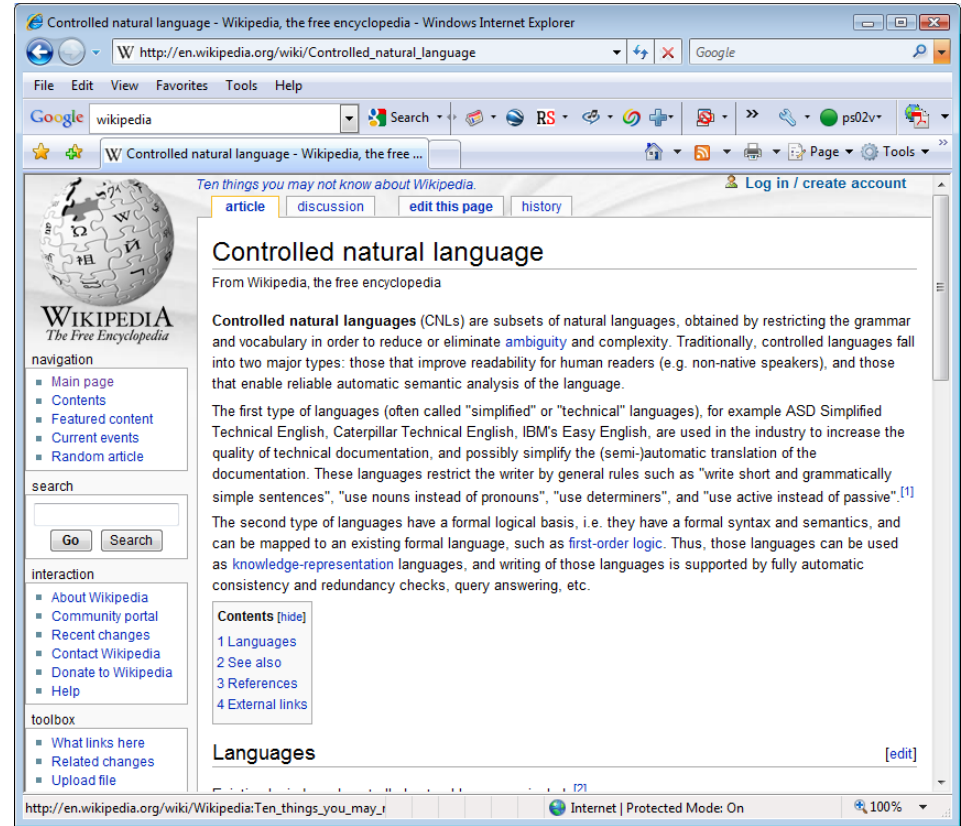 Controlled natural language - Wikipedia, the free encyclopedia - Windows Internet Explorer
W http://en.wikipedia.org/wiki/Controlled_natural_language
Google
File Edit View Favorites Tools Help
Google wikipedia Search RS ps02v
W Controlled natural language - Wikipedia, the free ... Page Tools
Ten things you may not know about Wikipedia. Log in / create account
article discussion edit this page history
WIKIPEDIA
The Free Encyclopedia
navigation
Main page
Contents
Featured content
Current events
Random article
search
Go Search
interaction
About Wikipedia
Community portal
Recent changes
Contact Wikipedia
Donate to Wikipedia
Help
toolbox
What links here
Related changes
Upload file
Controlled natural language
From Wikipedia, the free encyclopedia
Controlled natural languages (CNLs) are subsets of natural languages, obtained by restricting the grammar
and vocabulary in order to reduce or eliminate ambiguity and complexity. Traditionally, controlled languages fall
into two major types: those that improve readability for human readers (e.g. non-native speakers), and those
that enable reliable automatic semantic analysis of the language.
The first type of languages (often called "simplified" or "technical" languages), for example ASD Simplified
Technical English, Caterpillar Technical English, IBM's Easy English, are used in the industry to increase the
quality of technical documentation, and possibly simplify the (semi-)automatic translation of the
documentation. These languages restrict the writer by general rules such as "write short and grammatically
simple sentences", "use nouns instead of pronouns", "use determiners", and "use active instead of passive".[1]
The second type of languages have a formal logical basis, i.e. they have a formal syntax and semantics, and
can be mapped to an existing formal language, such as first-order logic. Thus, those languages can be used
as knowledge-representation languages, and writing of those languages is supported by fully automatic
consistency and redundancy checks, query answering, etc.
Contents [hide]
1 Languages
2 See also
3 References
4 External links
Languages [edit]
http://en.wikipedia.org/wiki/Wikipedia:Ten_things_you_may_r Internet | Protected Mode: On 100%